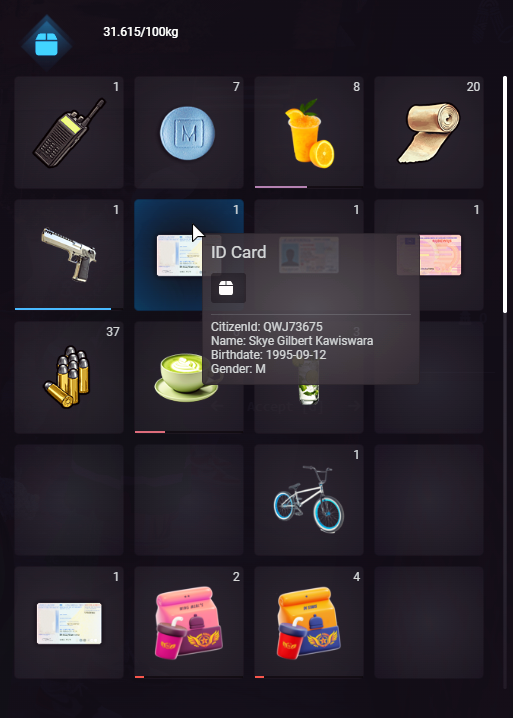 31.615/100kg
1
7
8
20
M
1
1
1
1
ID Card
CitizenId: QWJ73675
Name: Skye Gilbert Kawiswara
Birthdate: 1995-09-12
Gender: M
37
3
1
1
2
4